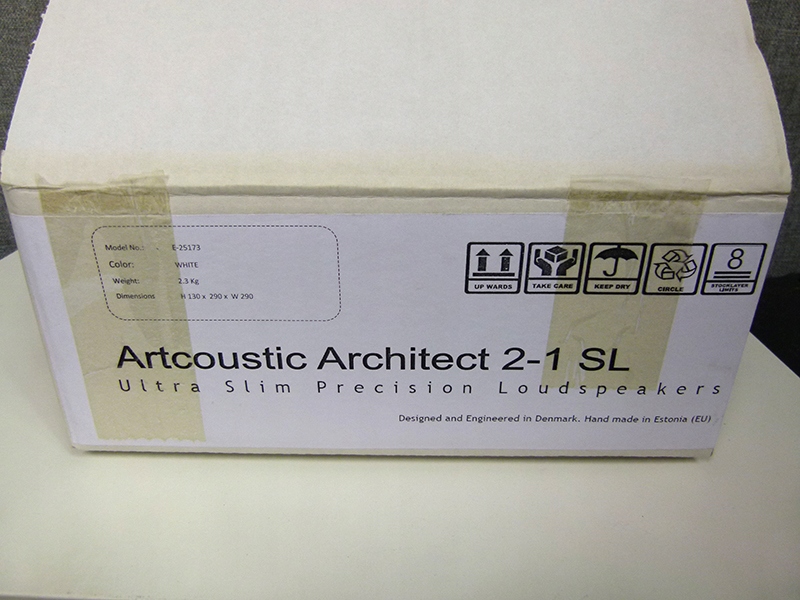 Model No.: - E-25173
Color: WHITE
Weight: 2.3 Kg
Dimensions H 130 x 290 x W 290
UP WARDS
TAKE CARE
KEEP DRY
CIRCLE
8
STOCKLAYER
LIMITS
Artcoustic Architect 2-1 SL
Ultra Slim Precision Loudspeakers
Designed and Engineered in Denmark. Hand made in Estonia (EU)